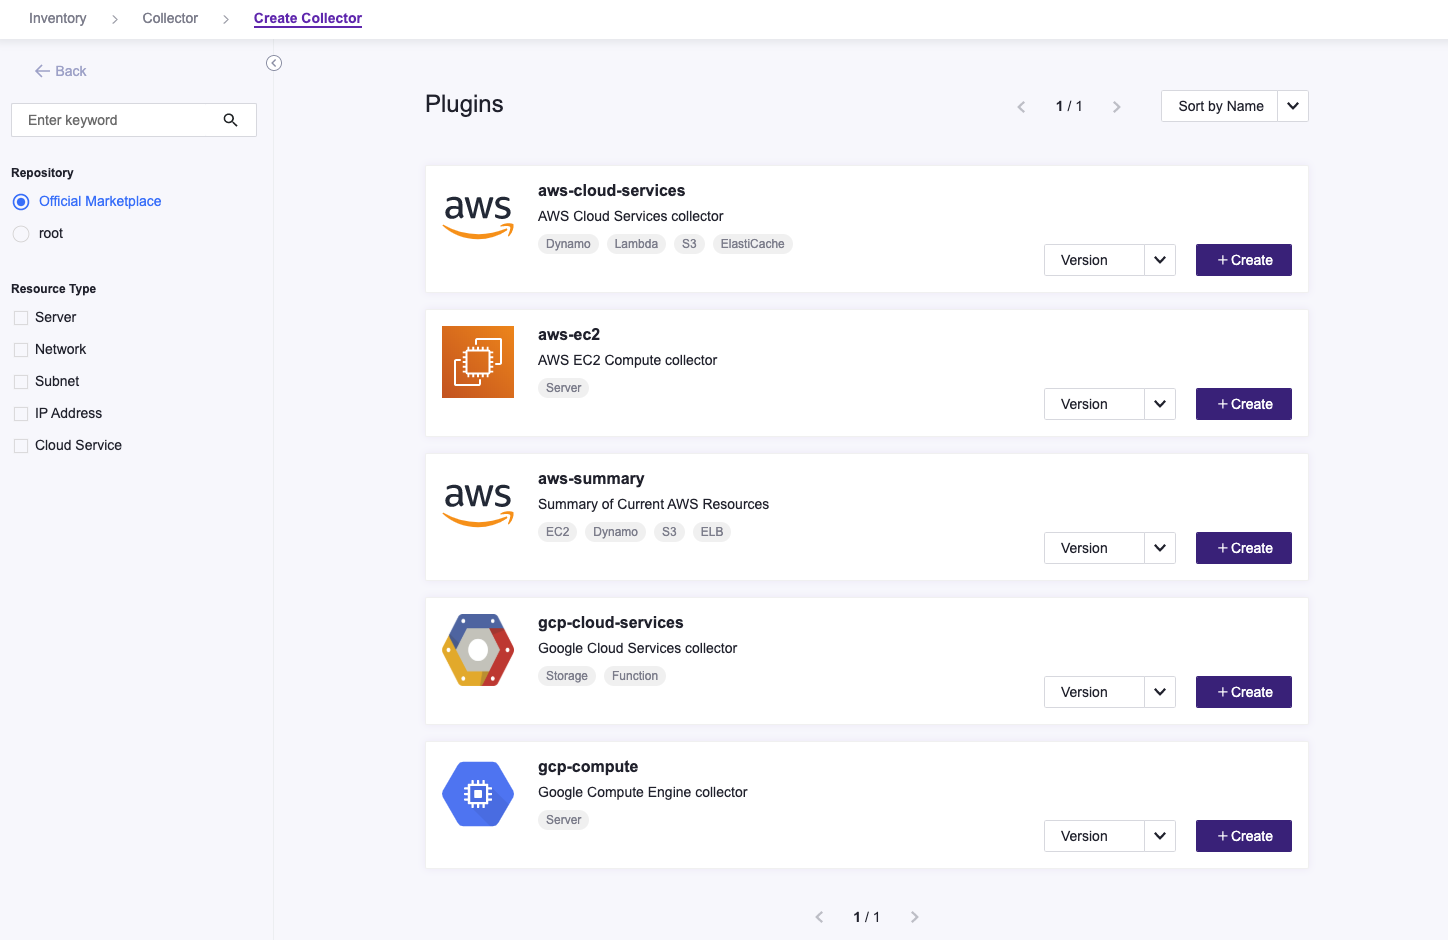 Inventory > Collector > Create Collector
Back
Enter keyword
Repository
Official Marketplace
root
Resource Type
Server
Network
Subnet
IP Address
Cloud Service
Plugins
1 / 1
Sort by Name
aws
aws-cloud-services
AWS Cloud Services collector
Dynamo Lambda S3 ElastiCache
Version
+ Create
aws-ec2
AWS EC2 Compute collector
Server
Version
+ Create
aws
aws-summary
Summary of Current AWS Resources
EC2 Dynamo S3 ELB
Version
+ Create
gcp-cloud-services
Google Cloud Services collector
Storage Function
Version
+ Create
gcp-compute
Google Compute Engine collector
Server
Version
+ Create
1 / 1